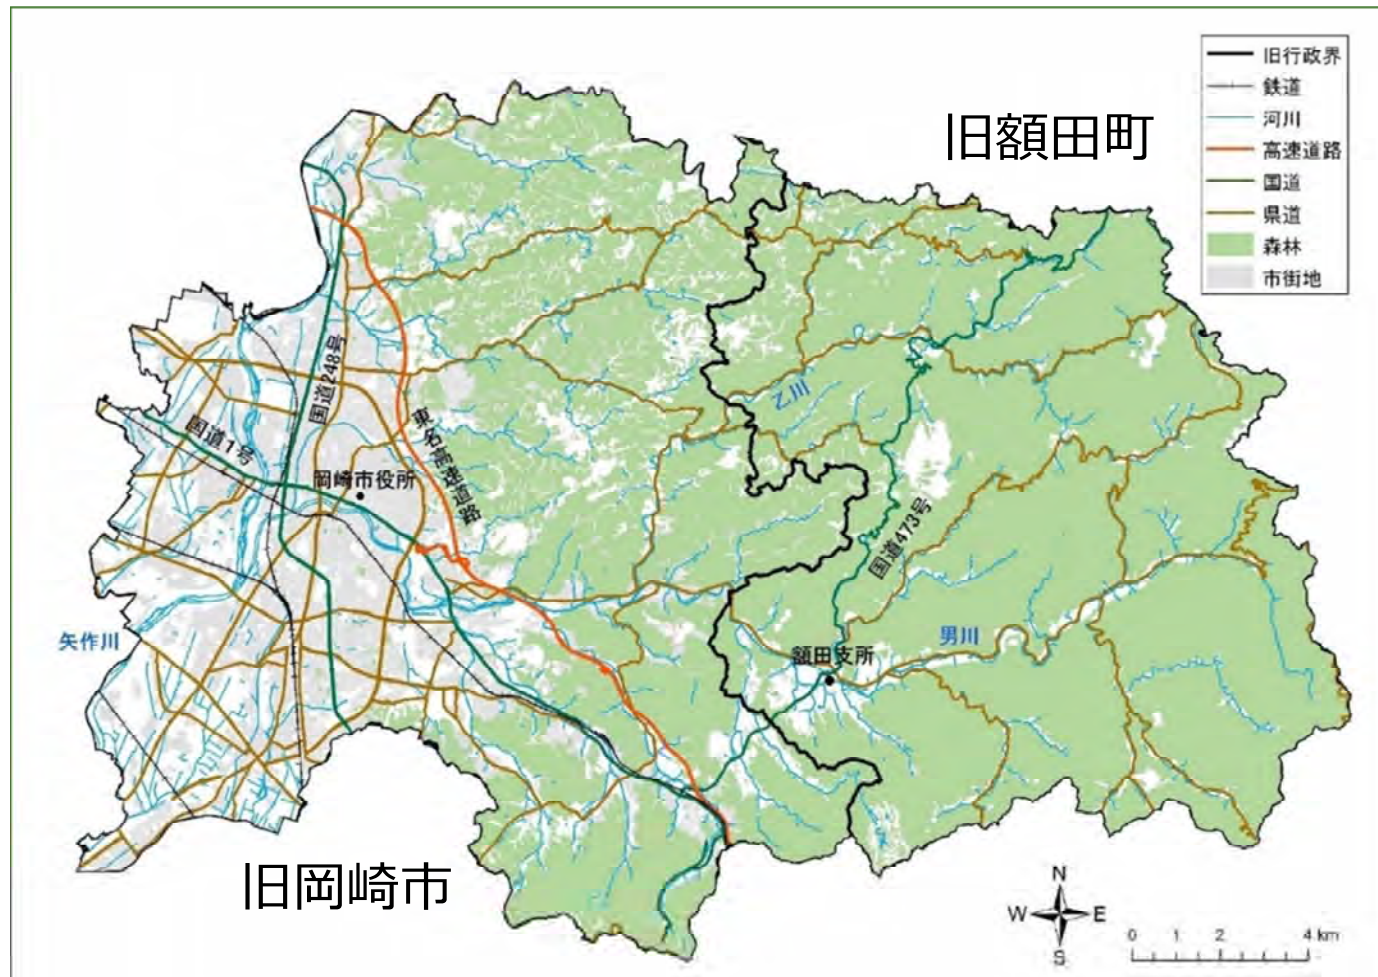 旧行政界
鉄道
河川
高速道路
国道
県道
森林
市街地
旧額田町
国道248号
乙川
国道1号
東名高速道路
岡崎市役所
国道473号
矢作川
男川
額田支所
旧岡崎市
N
W E
S
0 1 2 4 km